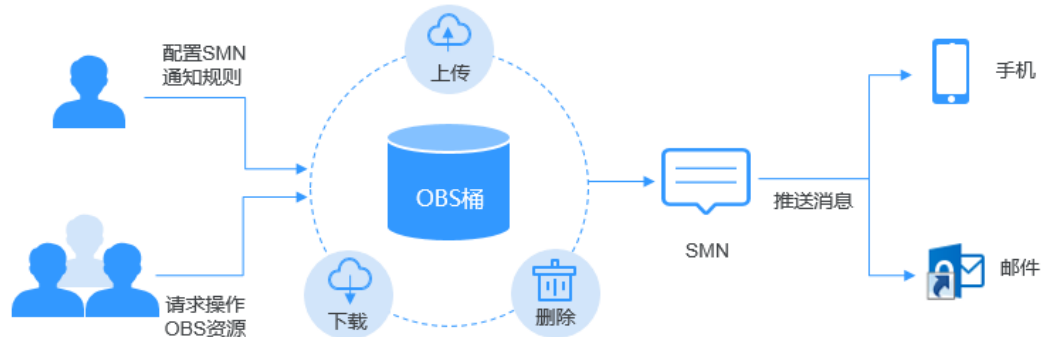 配置SMN
通知规则
上传
手机
OBS桶
推送消息
SMN
请求操作
OBS资源
下载
删除
邮件